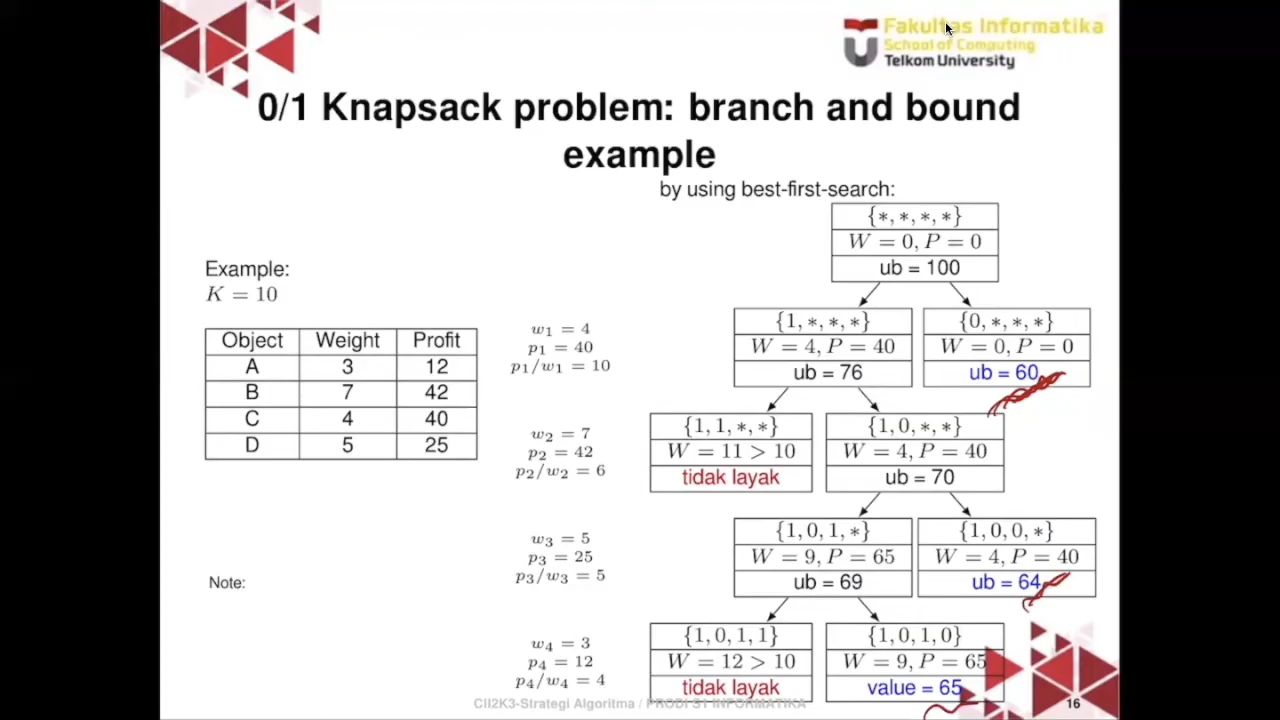 Fakultas Informatika
School of Computing
Telkom University
0/1 Knapsack problem: branch and bound
example
by using best-first-search:
{∗, ∗, ∗, ∗}
W = 0, P = 0
ub = 100
Example:
K = 10
Object Weight Profit
A 3 12
B 7 42
C 4 40
D 5 25
Note:
w1 = 4
p1 = 40
p1/w1 = 10
{1, ∗, ∗, ∗}
W = 4, P = 40
ub = 76
{0, ∗, ∗, ∗}
W = 0, P = 0
ub = 60
w2 = 7
p2 = 42
p2/w2 = 6
{1, 1, ∗, ∗}
W = 11 > 10
tidak layak
{1, 0, ∗, ∗}
W = 4, P = 40
ub = 70
w3 = 5
p3 = 25
p3/w3 = 5
{1, 0, 1, ∗}
W = 9, P = 65
ub = 69
{1, 0, 0, ∗}
W = 4, P = 40
ub = 64
w4 = 3
p4 = 12
p4/w4 = 4
{1, 0, 1, 1}
W = 12 > 10
tidak layak
{1, 0, 1, 0}
W = 9, P = 65
value = 65
CII2K3-Strategi Algoritma / PRODI S1 INFORMATIKA
16